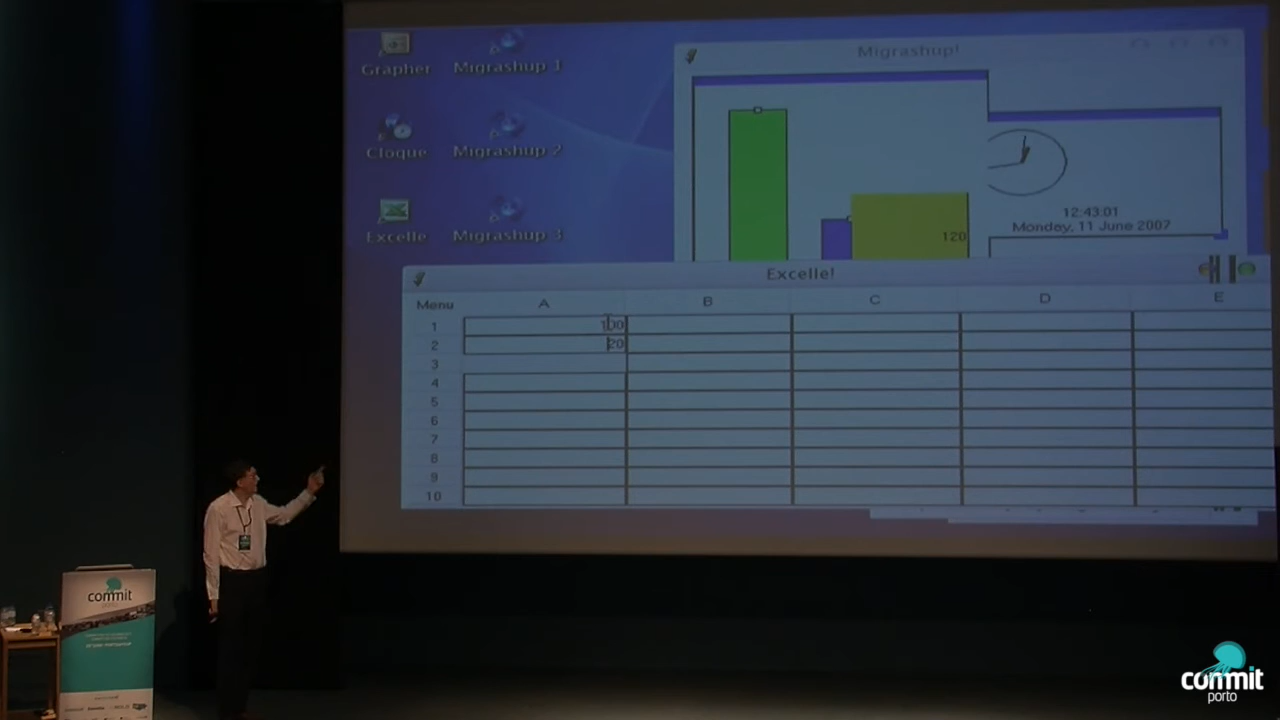 Grapher
Migrashup 1
Migrashup!
Cloque
Migrashup 2
12:43:01
Monday, 11 June 2007
Excelle
Migrashup 3
120
Excelle!
Menu
A
B
C
D
E
1
100
2
20
3
4
5
6
7
8
9
10
commit
porto
commit
porto